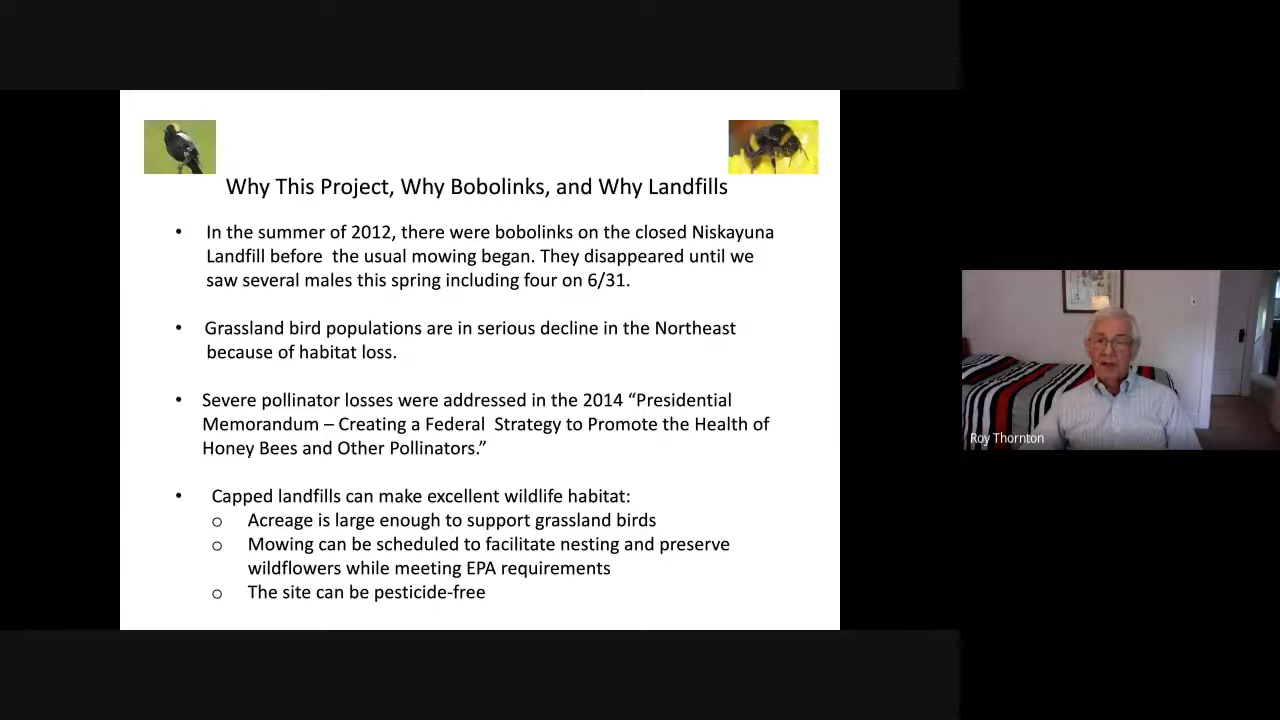 Why This Project, Why Bobolinks, and Why Landfills
• In the summer of 2012, there were bobolinks on the closed Niskayuna
Landfill before the usual mowing began. They disappeared until we
saw several males this spring including four on 6/31.
• Grassland bird populations are in serious decline in the Northeast
because of habitat loss.
• Severe pollinator losses were addressed in the 2014 “Presidential
Memorandum – Creating a Federal Strategy to Promote the Health of
Honey Bees and Other Pollinators.”
• Capped landfills can make excellent wildlife habitat:
o Acreage is large enough to support grassland birds
o Mowing can be scheduled to facilitate nesting and preserve
wildflowers while meeting EPA requirements
o The site can be pesticide-free
Roy Thornton